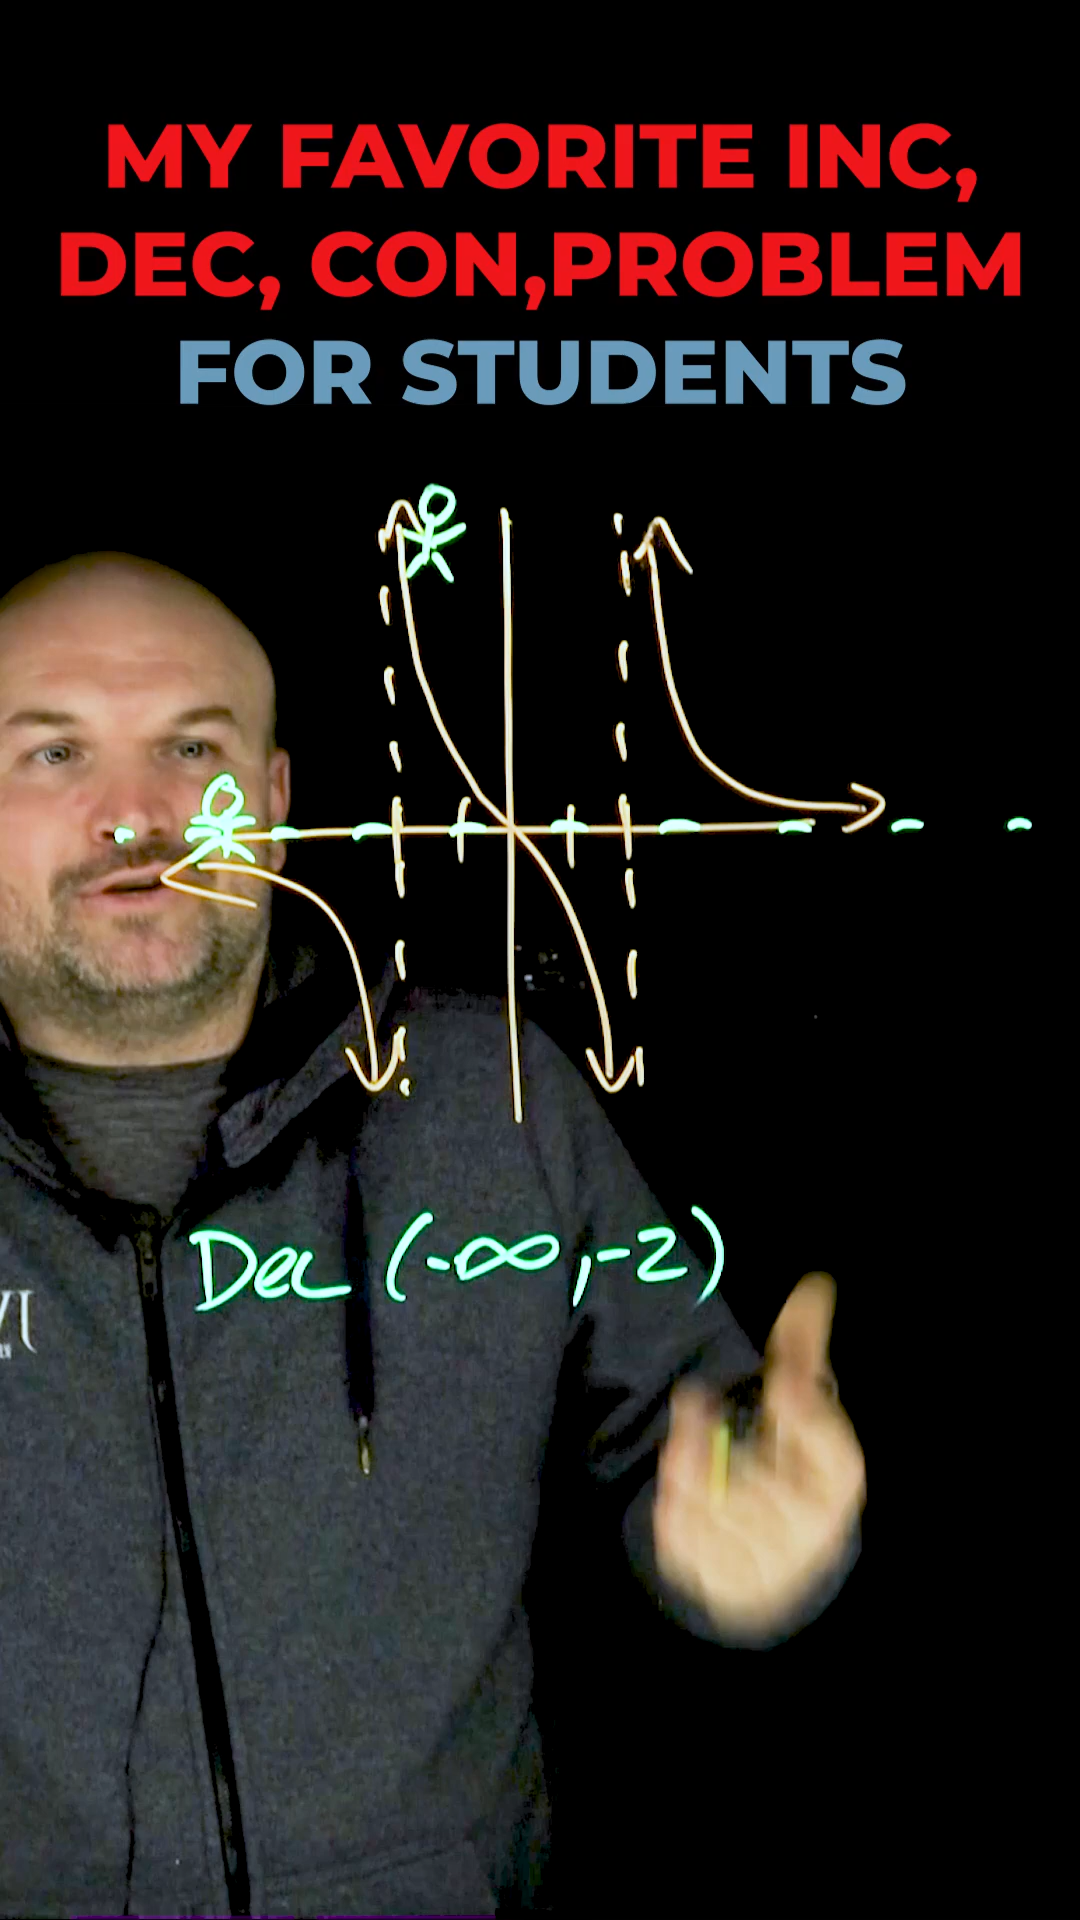 MY FAVORITE INC,
DEC, CON,PROBLEM
FOR STUDENTS
Dec (-∞,-2)